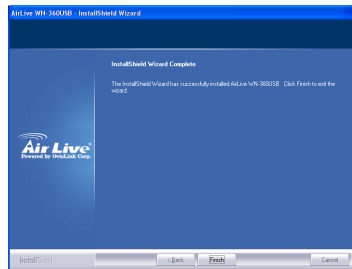 AirLive WN-360USB - InstallShield Wizard
InstallShield Wizard Complete
The InstallShield Wizard has successfully installed AirLive WN-360USB. Click Finish to exit the
wizard.
Air Live
Powered by OvisLink Corp.
InstallShield
< Back
Finish
Cancel